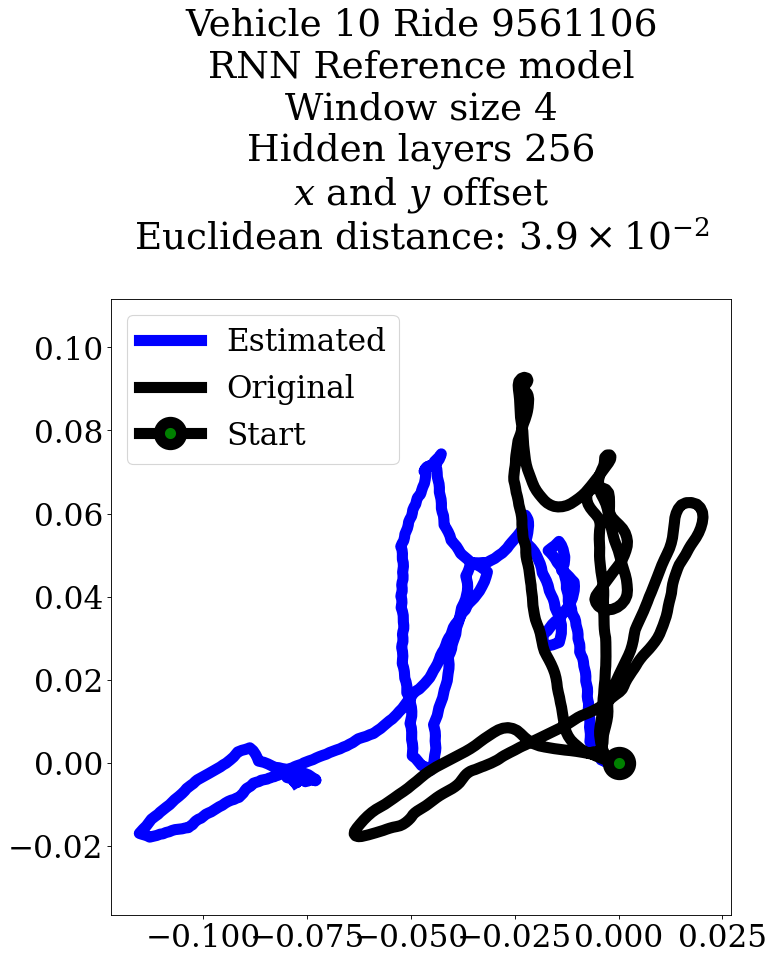 Vehicle 10 Ride 9561106
RNN Reference model
Window size 4
Hidden layers 256
x and y offset
Euclidean distance: 3.9 × 10⁻²
Estimated
Original
Start
0.10
0.08
0.06
0.04
0.02
0.00
−0.02
−0.100 −0.075 −0.050 −0.025 0.000 0.025